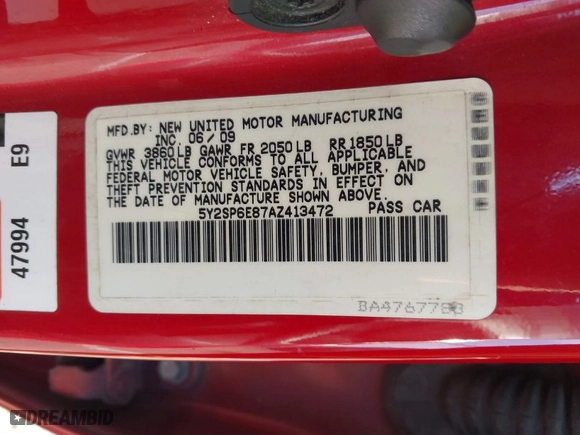 MFD.BY: NEW UNITED MOTOR MANUFACTURING
INC. 06/09
GVWR 3860LB GAWR FR 2050LB RR 1850LB
THIS VEHICLE CONFORMS TO ALL APPLICABLE
FEDERAL MOTOR VEHICLE SAFETY, BUMPER, AND
THEFT PREVENTION STANDARDS IN EFFECT ON
THE DATE OF MANUFACTURE SHOWN ABOVE.
5Y2SP6E87AZ413472 PASS CAR
47994 E9
DREAMBID